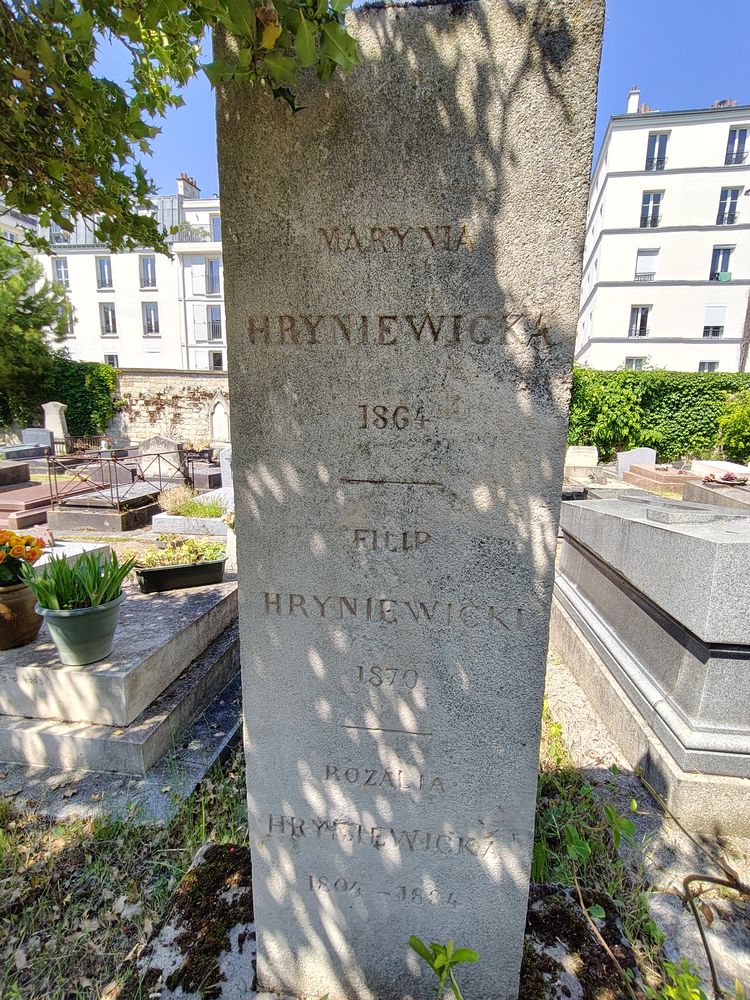 MARYNIA
HRYNIEWICKA
1864
FILIP
HRYNIEWICKI
1870
ROZALIA
HRYNIEWICKA